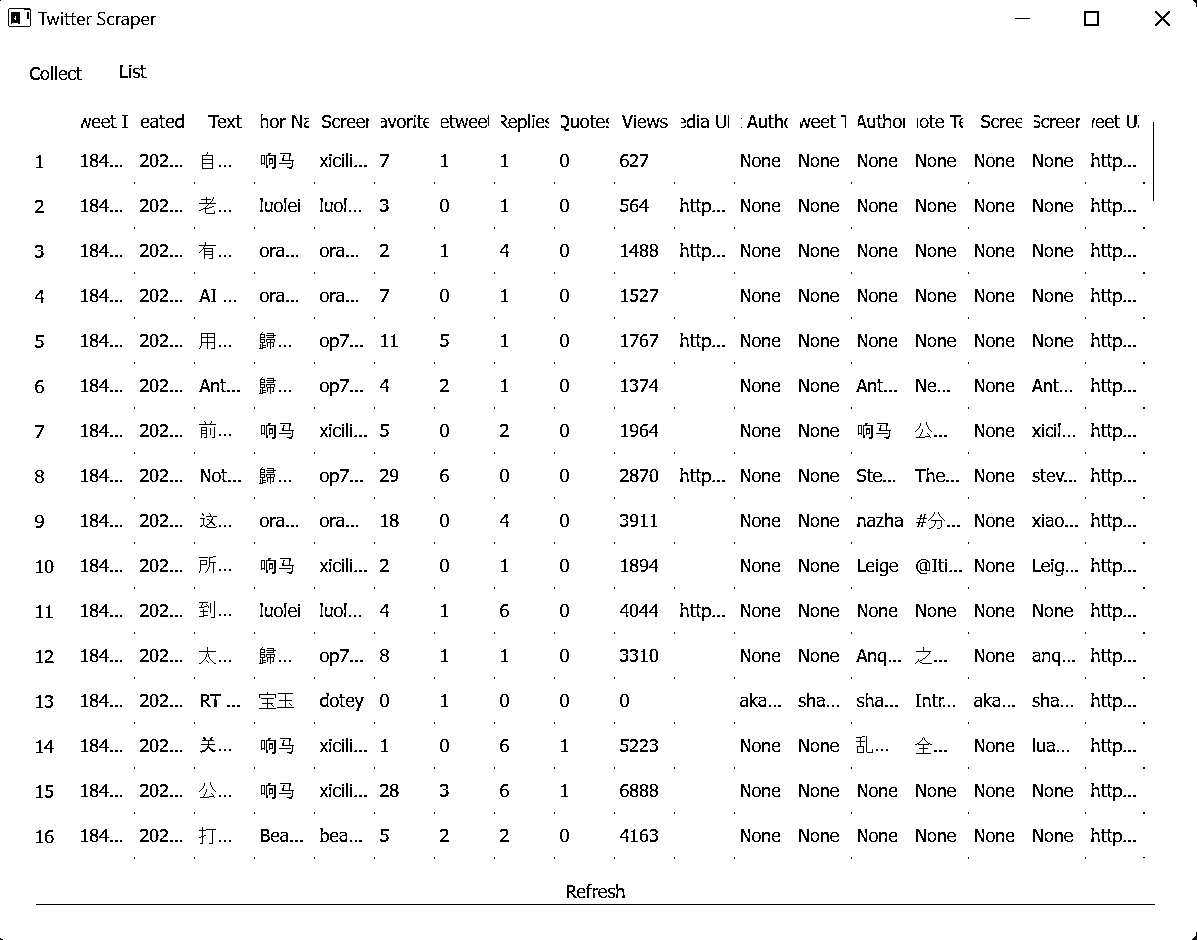 Twitter Scraper
Collect List
weet I eated Text hor Na Screen avorite etweet Replies Quotes Views edia Ul : Autho weet T Author uote Te Scree Screen weet U
1 184... 202... 自... 响马 xicili... 7 1 1 0 627 None None None None None None http...
2 184... 202... 老... luolei luol... 3 0 1 0 564 http... None None None None None None http...
3 184... 202... 有... ora... ora... 2 1 4 0 1488 http... None None None None None None http...
4 184... 202... AI ... ora... ora... 7 0 1 0 1527 None None None None None None http...
5 184... 202... 用... 歸... op7... 11 5 1 0 1767 http... None None None None None None http...
6 184... 202... Ant... 歸... op7... 4 2 1 0 1374 None None Ant... Ne... None Ant... http...
7 184... 202... 前... 响马 xicili... 5 0 2 0 1964 None None 响马 公... None xicil... http...
8 184... 202... Not... 歸... op7... 29 6 0 0 2870 http... None None Ste... The... None stev... http...
9 184... 202... 这... ora... ora... 18 0 4 0 3911 None None nazha #分... None xiao... http...
10 184... 202... 所... 响马 xicili... 2 0 1 0 1894 None None Leige @Iti... None Leig... http...
11 184... 202... 到... luolei luol... 4 1 6 0 4044 http... None None None None None None http...
12 184... 202... 太... 歸... op7... 8 1 1 0 3310 None None Anq... 之... None anq... http...
13 184... 202... RT ... 宝玉 dotey 0 1 0 0 0 aka... sha... sha... Intr... aka... sha... http...
14 184... 202... 关... 响马 xicili... 1 0 6 1 5223 None None 乱... 全... None lua... http...
15 184... 202... 公... 响马 xicili... 28 3 6 1 6888 None None None None None None http...
16 184... 202... 打... Bea... bea... 5 2 2 0 4163 None None None None None None http...
Refresh